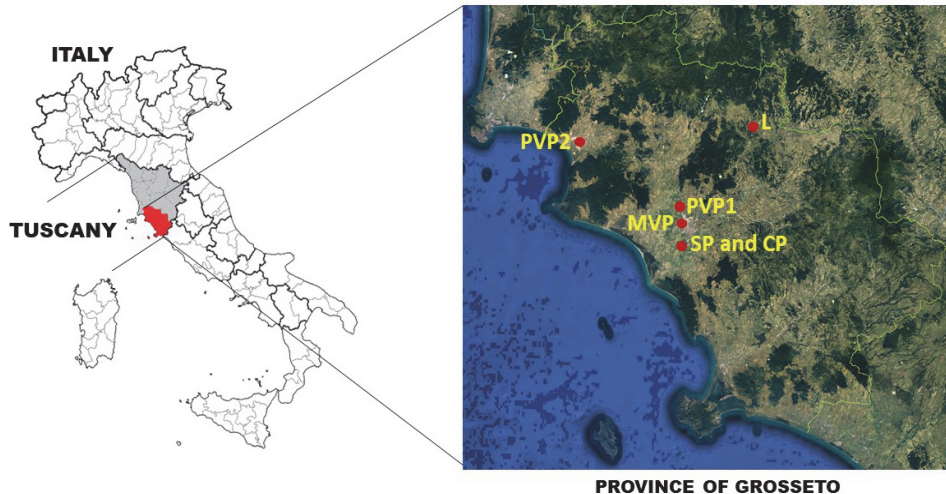 ITALY
TUSCANY
PVP2
L
PVP1
MVP
SP and CP
PROVINCE OF GROSSETO